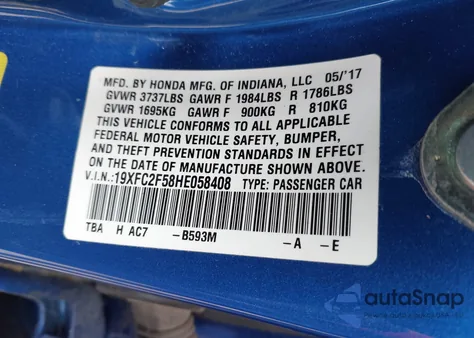 MFD. BY HONDA MFG. OF INDIANA, LLC 05/'17
GVWR 3737LBS GAWR F 1984LBS R 1786LBS
GVWR 1695KG GAWR F 900KG R 810KG
THIS VEHICLE CONFORMS TO ALL APPLICABLE
FEDERAL MOTOR VEHICLE SAFETY, BUMPER,
AND THEFT PREVENTION STANDARDS IN EFFECT
ON THE DATE OF MANUFACTURE SHOWN ABOVE.
V.I.N.: 19XFC2F58HE058408 TYPE: PASSENGER CAR
TBA H AC7 -B593M -A -E
autoSnap